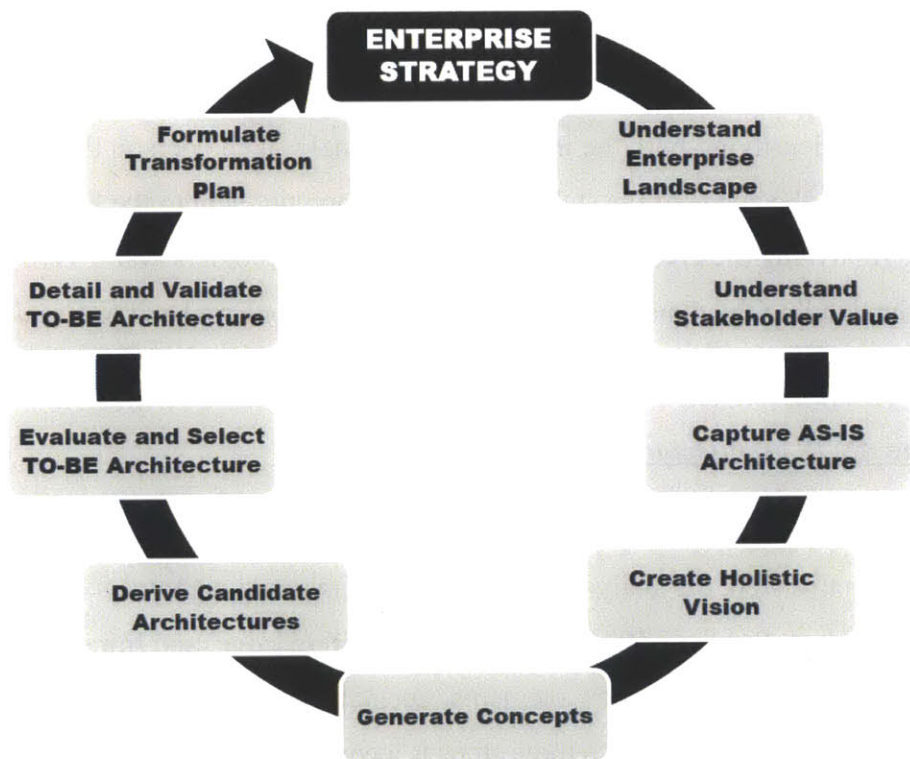 ENTERPRISE
STRATEGY
Understand
Enterprise
Landscape
Understand
Stakeholder Value
Capture AS-IS
Architecture
Create Holistic
Vision
Generate Concepts
Derive Candidate
Architectures
Evaluate and Select
TO-BE Architecture
Detail and Validate
TO-BE Architecture
Formulate
Transformation
Plan